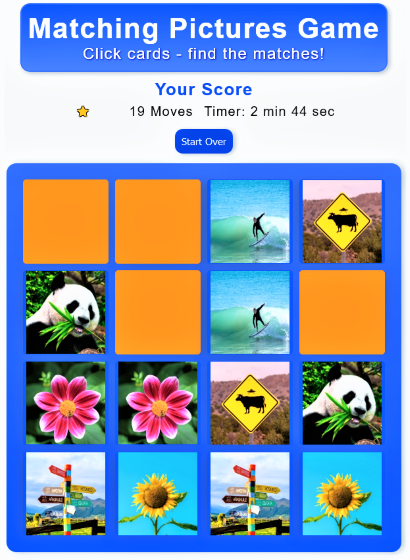 Matching Pictures Game
Click cards - find the matches!
Your Score
19 Moves Timer: 2 min 44 sec
Start Over